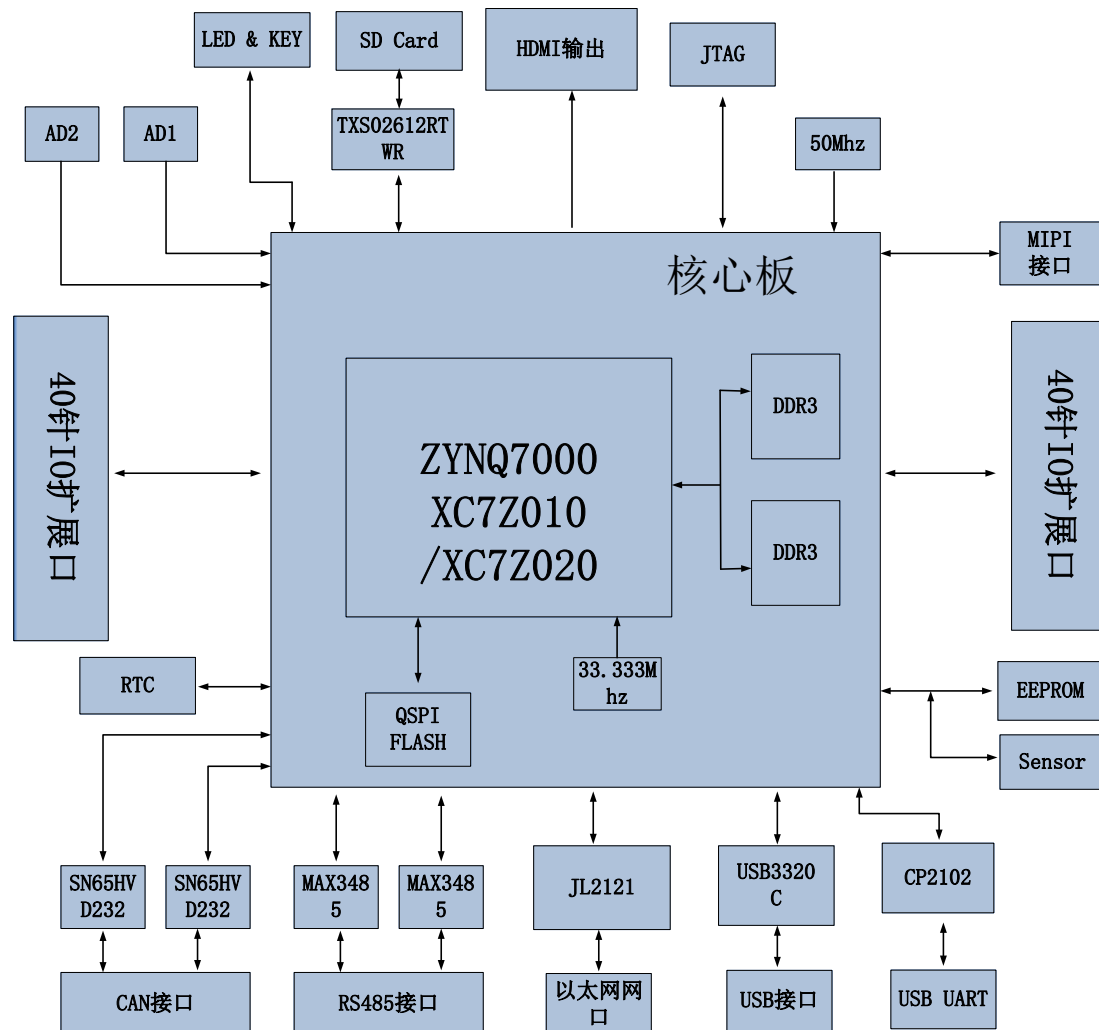 LED & KEY
SD Card
HDMI输出
JTAG
AD2
AD1
TXS02612RT
WR
50Mhz
MIPI
接口
核心板
40针IO扩展口
ZYNQ7000
XC7Z010
/XC7Z020
DDR3
DDR3
40针IO扩展口
RTC
QSPI
FLASH
33.333M
hz
EEPROM
Sensor
SN65HV
D232
SN65HV
D232
MAX348
5
MAX348
5
JL2121
USB3320
C
CP2102
CAN接口
RS485接口
以太网网
口
USB接口
USB UART